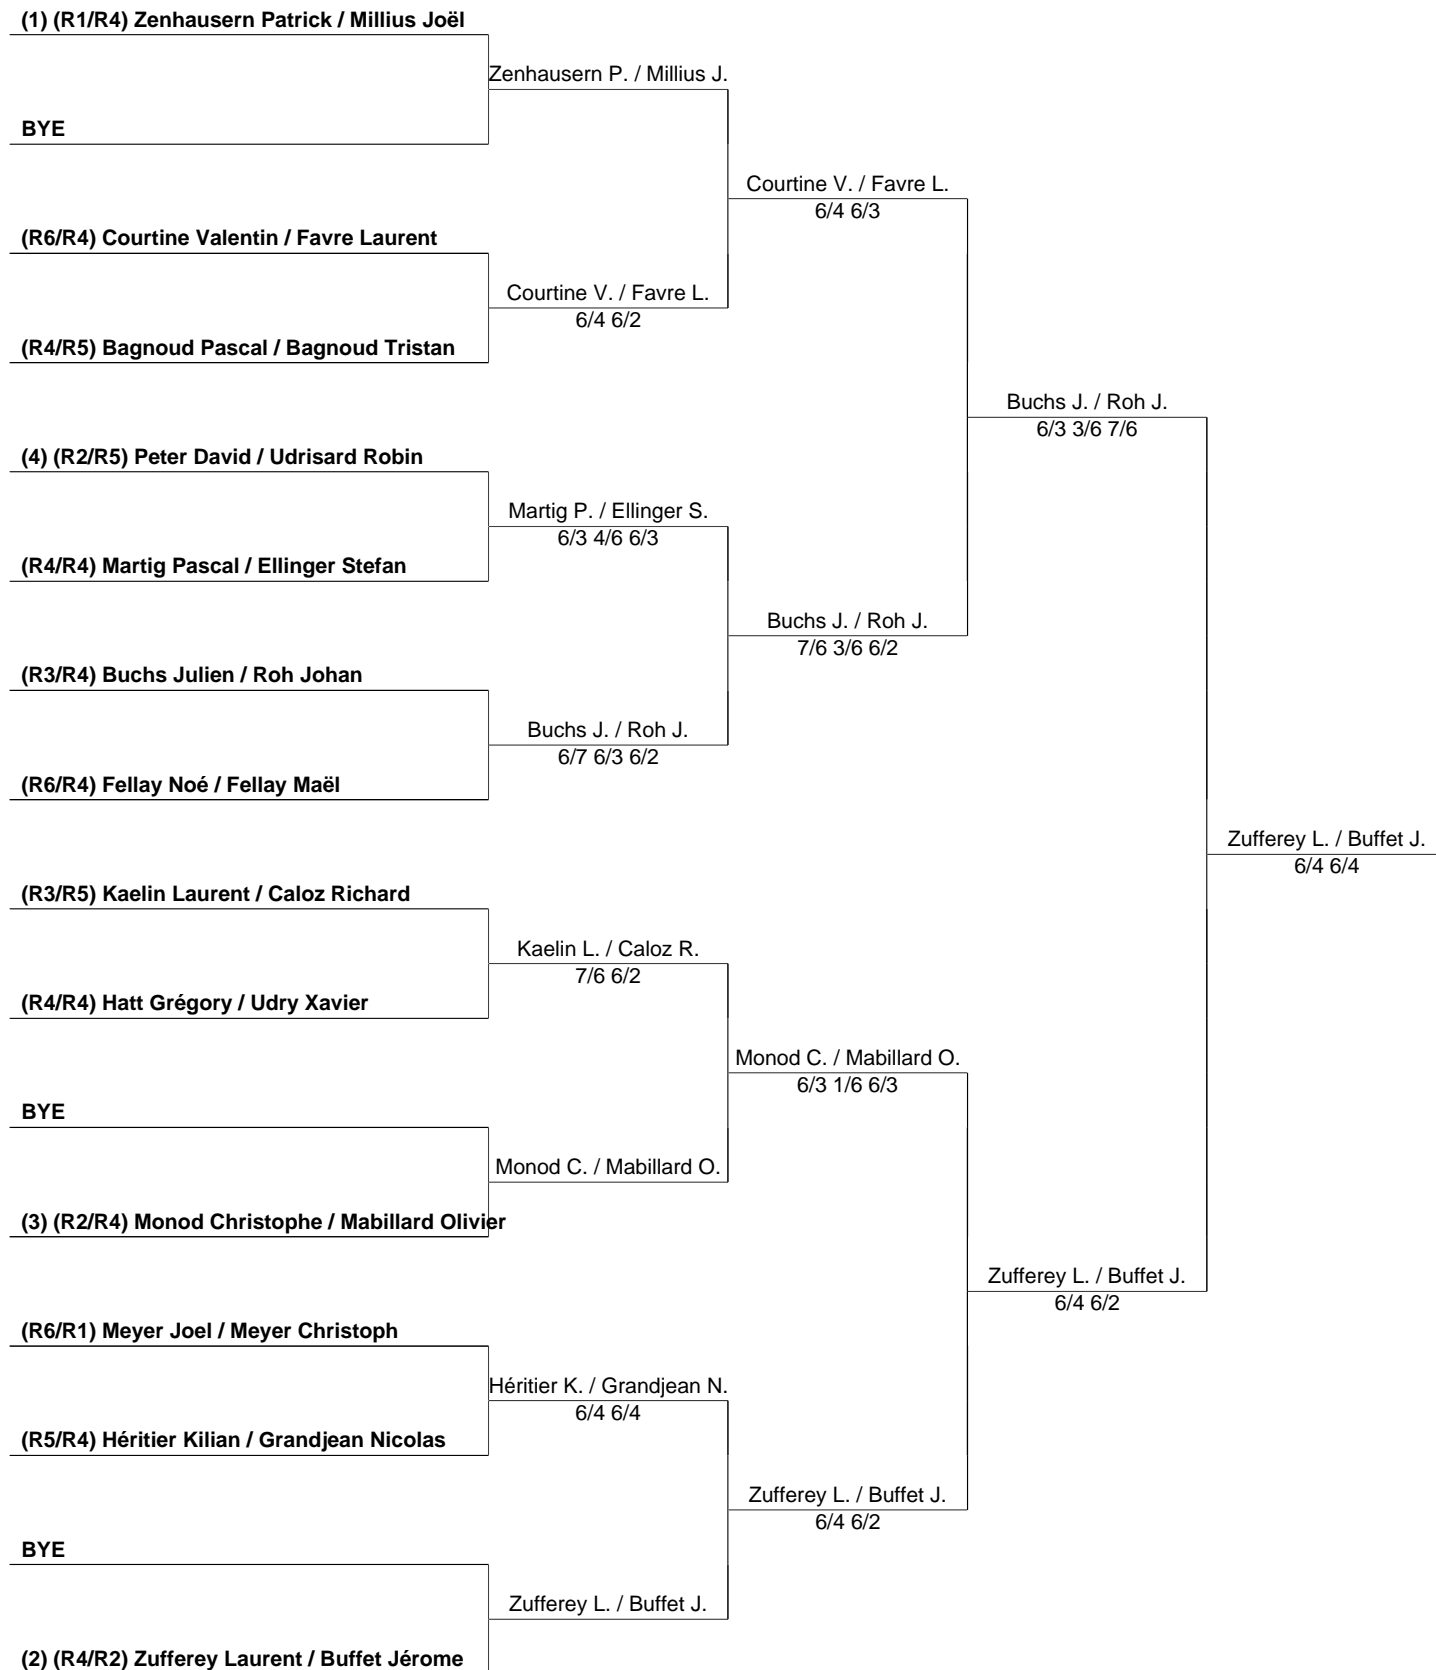 (1) (R1/R4) Zenhausern Patrick / Millius Joël
Zenhausern P. / Millius J.
BYE
Courtine V. / Favre L.
6/4 6/3
(R6/R4) Courtine Valentin / Favre Laurent
Courtine V. / Favre L.
6/4 6/2
(R4/R5) Bagnoud Pascal / Bagnoud Tristan
Buchs J. / Roh J.
6/3 3/6 7/6
(4) (R2/R5) Peter David / Udrisard Robin
Martig P. / Ellinger S.
6/3 4/6 6/3
(R4/R4) Martig Pascal / Ellinger Stefan
Buchs J. / Roh J.
7/6 3/6 6/2
(R3/R4) Buchs Julien / Roh Johan
Buchs J. / Roh J.
6/7 6/3 6/2
(R6/R4) Fellay Noé / Fellay Maël
Zufferey L. / Buffet J.
6/4 6/4
(R3/R5) Kaelin Laurent / Caloz Richard
Kaelin L. / Caloz R.
7/6 6/2
(R4/R4) Hatt Grégory / Udry Xavier
Monod C. / Mabillard O.
6/3 1/6 6/3
BYE
Monod C. / Mabillard O.
(3) (R2/R4) Monod Christophe / Mabillard Olivier
Zufferey L. / Buffet J.
6/4 6/2
(R6/R1) Meyer Joel / Meyer Christoph
Héritier K. / Grandjean N.
6/4 6/4
(R5/R4) Héritier Kilian / Grandjean Nicolas
Zufferey L. / Buffet J.
6/4 6/2
BYE
Zufferey L. / Buffet J.
(2) (R4/R2) Zufferey Laurent / Buffet Jérome